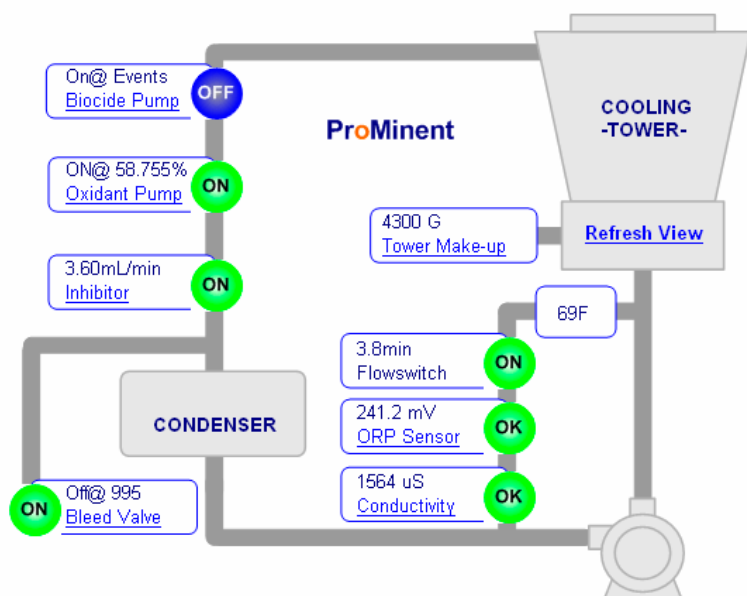 On@ Events
Biocide Pump
OFF
ProMinent
COOLING
-TOWER-
ON@ 58.755%
Oxidant Pump
ON
4300 G
Tower Make-up
Refresh View
3.60mL/min
Inhibitor
ON
69F
3.8min
Flowswitch
ON
CONDENSER
241.2 mV
ORP Sensor
OK
ON
Off@ 995
Bleed Valve
1564 uS
Conductivity
OK